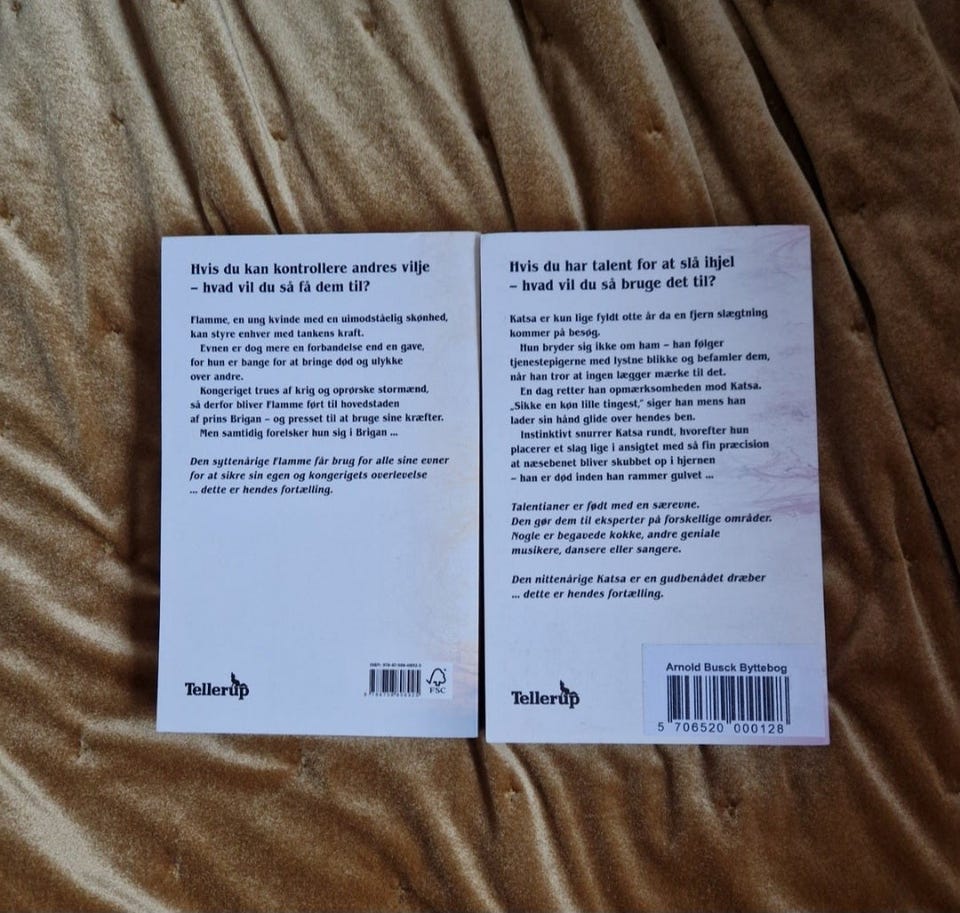 Hvis du kan kontrollere andres vilje
– hvad vil du så få dem til?
Flamme, en ung kvinde med en uimodståelig skønhed,
kan styre enhver med tankens kraft.
Evnen er dog mere en forbandelse end en gave,
for hun er bange for at bringe død og ulykke
over andre.
Kongeriget trues af krig og oprørske stormænd,
så derfor bliver Flamme ført til hovedstaden
af prins Brigan – og presset til at bruge sine kræfter.
Men samtidig forelsker hun sig i Brigan ...
Den syttenårige Flamme får brug for alle sine evner
for at sikre sin egen og kongerigets overlevelse
... dette er hendes fortælling.
Tellerup
FSC
Hvis du har talent for at slå ihjel
– hvad vil du så bruge det til?
Katsa er kun lige fyldt otte år da en fjern slægtning
kommer på besøg.
Hun bryder sig ikke om ham – han følger
tjenestepigerne med lystne blikke og befamler dem,
når han tror at ingen lægger mærke til det.
En dag retter han opmærksomheden mod Katsa.
„Sikke en køn lille tingest,” siger han mens han
lader sin hånd glide over hendes ben.
Instinktivt snurrer Katsa rundt, hvorefter hun
placerer et slag lige i ansigtet med så fin præcision
at næsebenet bliver skubbet op i hjernen
– han er død inden han rammer gulvet ...
Talentianer er født med en særevne.
Den gør dem til eksperter på forskellige områder.
Nogle er begavede kokke, andre geniale
musikere, dansere eller sangere.
Den nittenårige Katsa er en gudbenådet dræber
... dette er hendes fortælling.
Tellerup
Arnold Busck Byttebog
5 706520 000128